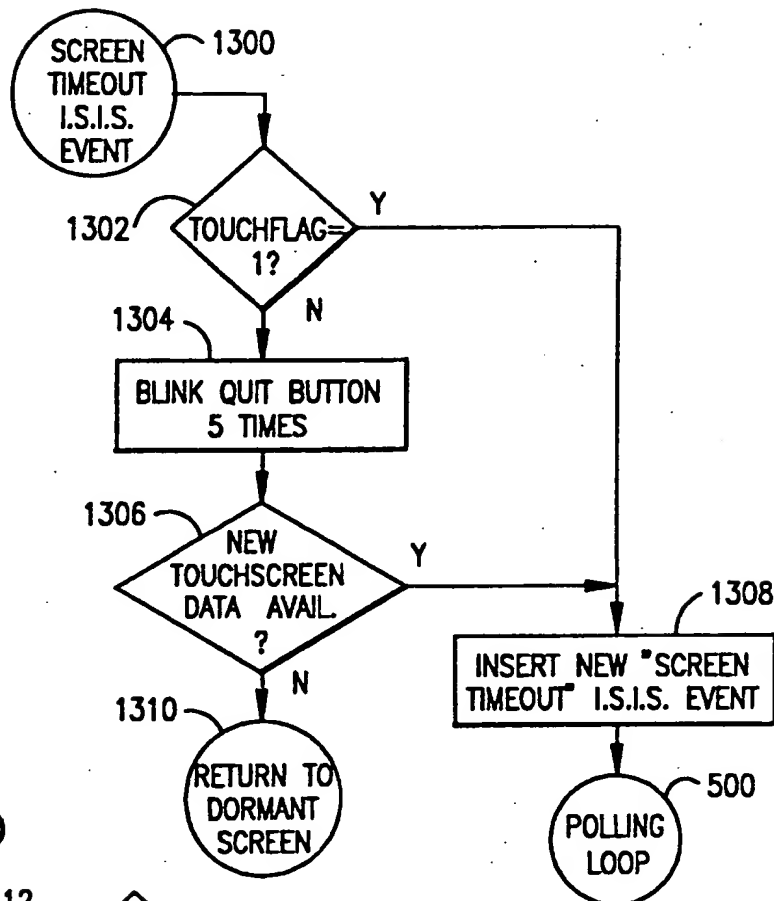 1300
SCREEN
TIMEOUT
I.S.I.S.
EVENT
1302
TOUCHFLAG=
1?
Y
N
1304
BLINK QUIT BUTTON
5 TIMES
1306
NEW
TOUCHSCREEN
DATA AVAIL.
?
Y
N
1308
INSERT NEW "SCREEN
TIMEOUT" I.S.I.S. EVENT
1310
RETURN TO
DORMANT
SCREEN
500
POLLING
LOOP